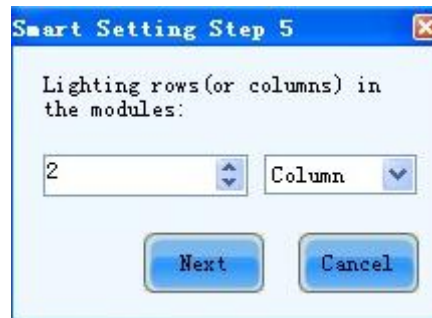 Smart Setting Step 5
Lighting rows(or columns) in
the modules:
2 Column
Next Cancel